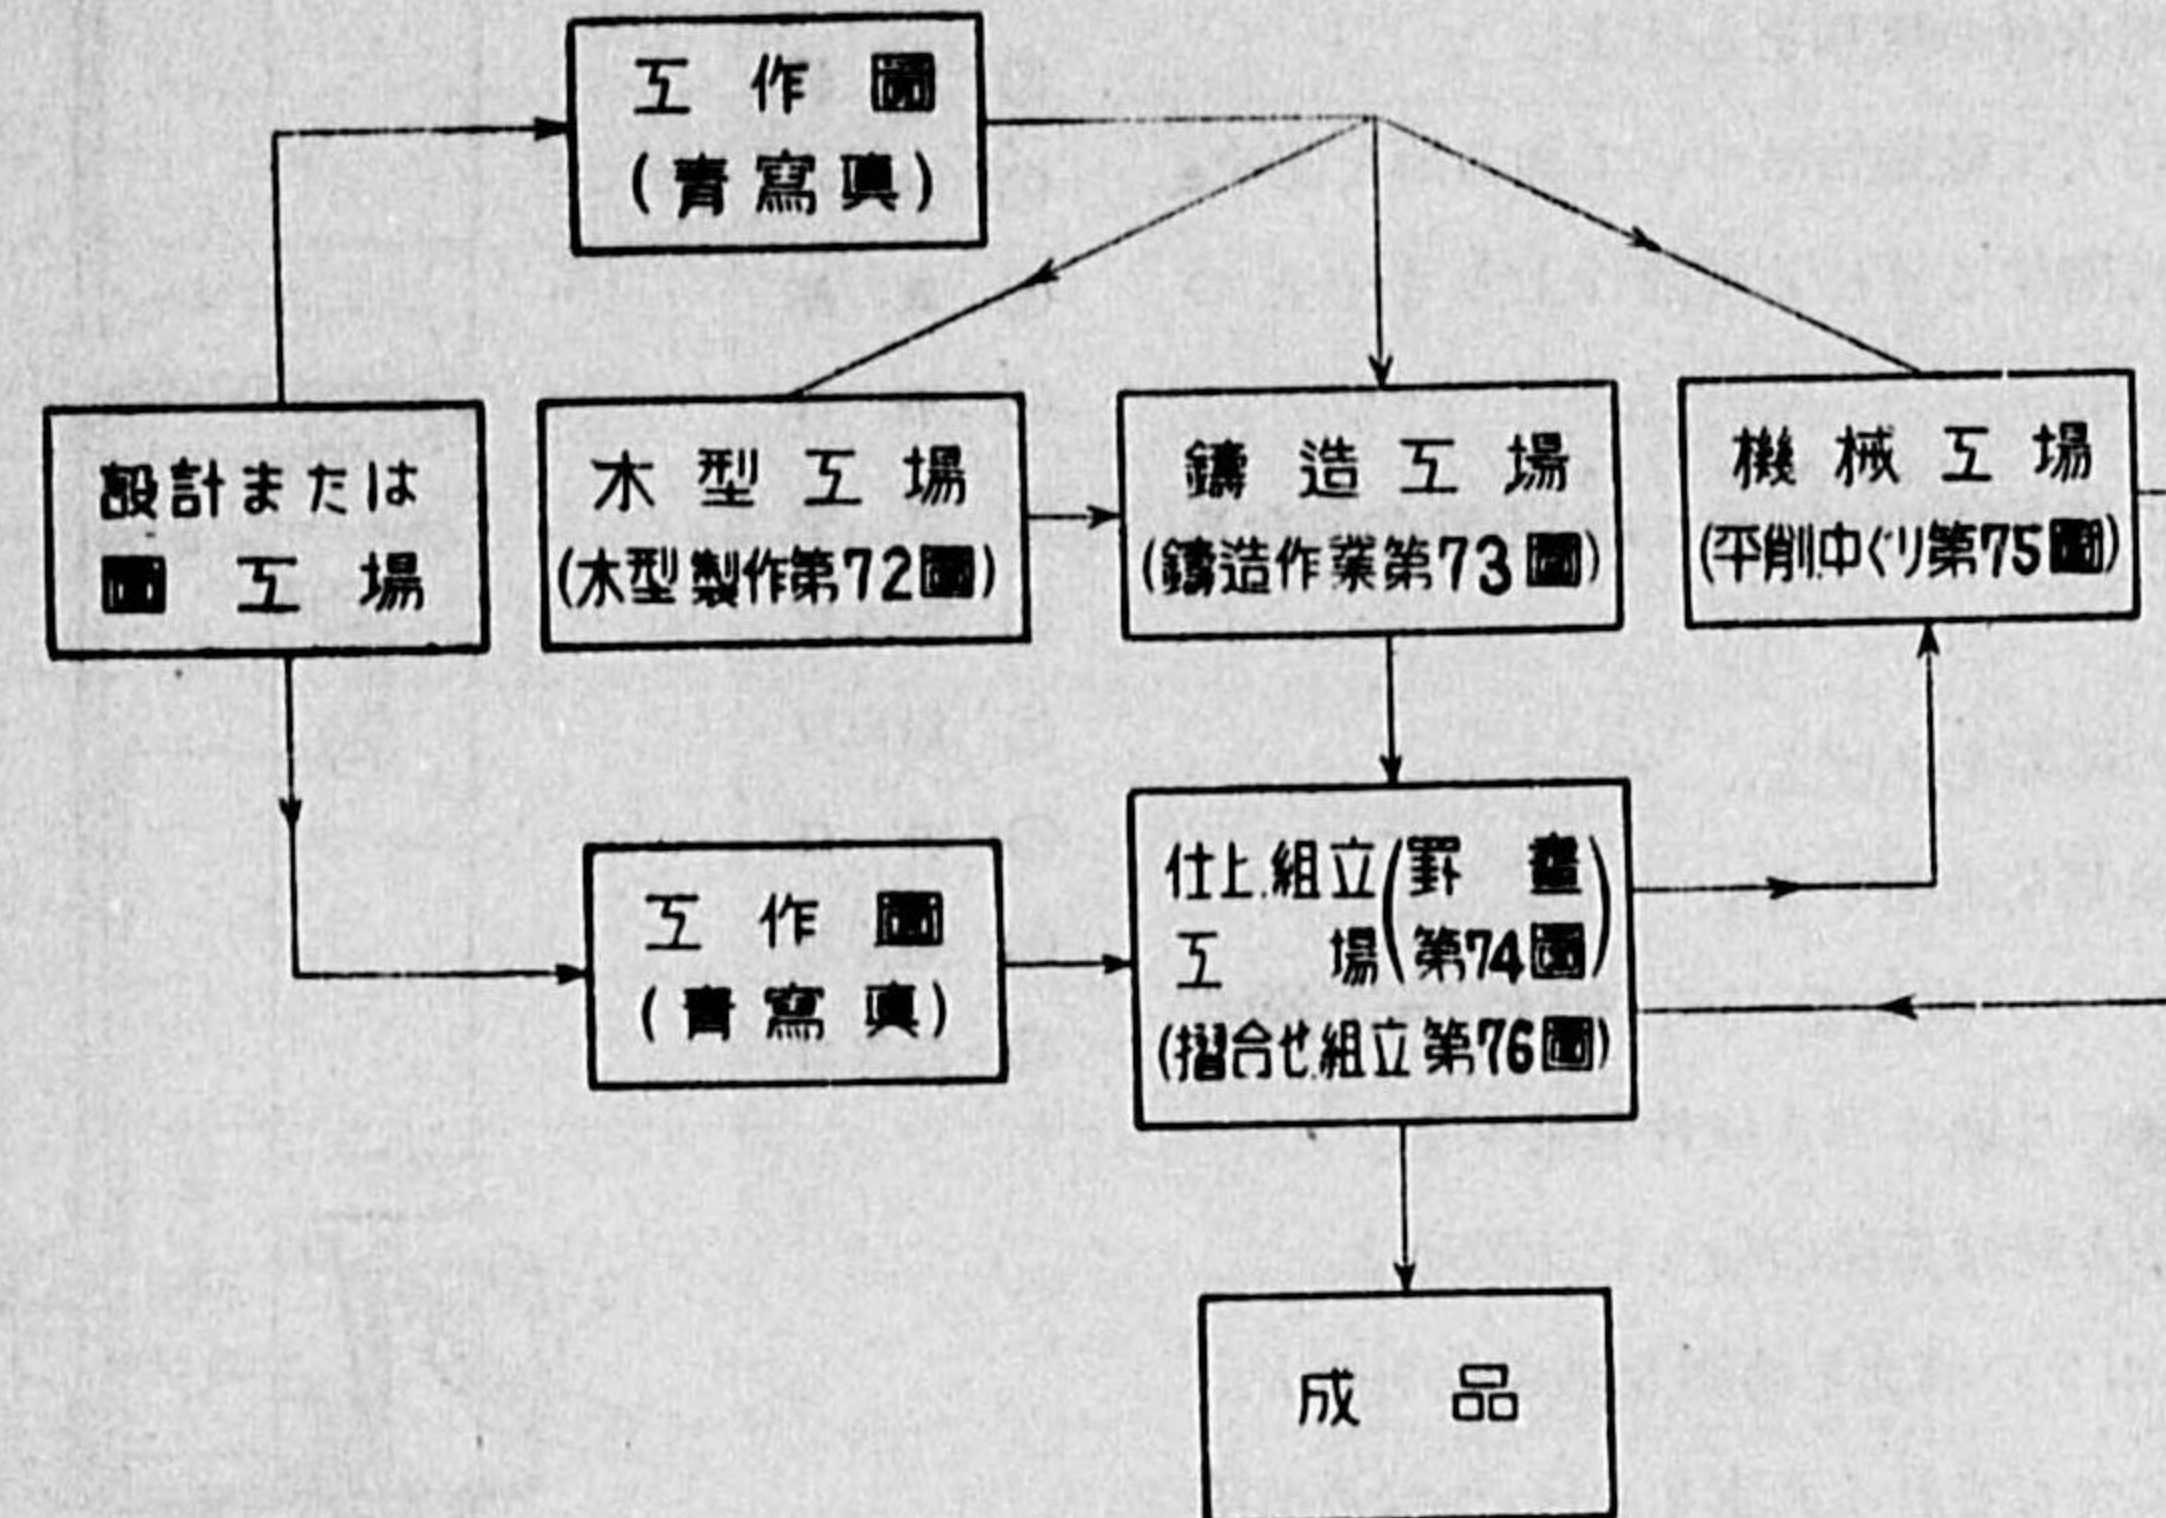 工作圖
(青寫眞)
設計または
圖工場
木型工場
(木型製作第72圖)
鑄造工場
(鑄造作業第73圖)
機械工場
(平削.中ぐり第75圖)
工作圖
(青寫眞)
仕上.組立(罫畫
工場 第74圖)
(摺合せ.組立第76圖)
成品